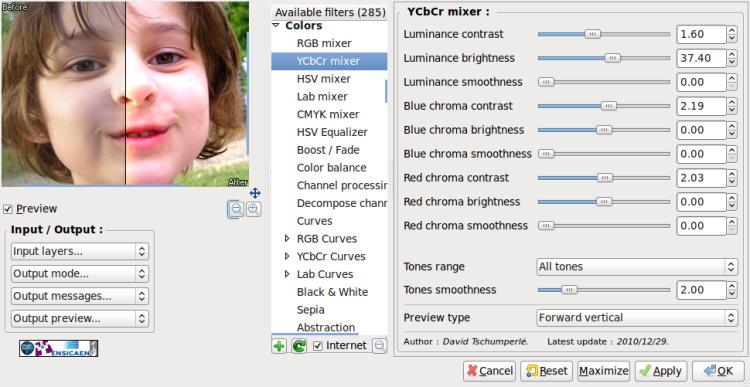 Before
After
Preview
Input / Output :
Input layers...
Output mode...
Output messages...
Output preview...
ENSICAEN
Available filters (285)
Colors
RGB mixer
YCbCr mixer
HSV mixer
Lab mixer
CMYK mixer
HSV Equalizer
Boost / Fade
Color balance
Channel processin
Decompose chann
Curves
RGB Curves
YCbCr Curves
Lab Curves
Black & White
Sepia
Abstraction
Internet
YCbCr mixer :
Luminance contrast 1.60
Luminance brightness 37.40
Luminance smoothness 0.00
Blue chroma contrast 2.19
Blue chroma brightness 0.00
Blue chroma smoothness 0.00
Red chroma contrast 2.03
Red chroma brightness 0.00
Red chroma smoothness 0.00
Tones range All tones
Tones smoothness 2.00
Preview type Forward vertical
Author : David Tschumperlé. Latest update : 2010/12/29.
Cancel Reset Maximize Apply OK